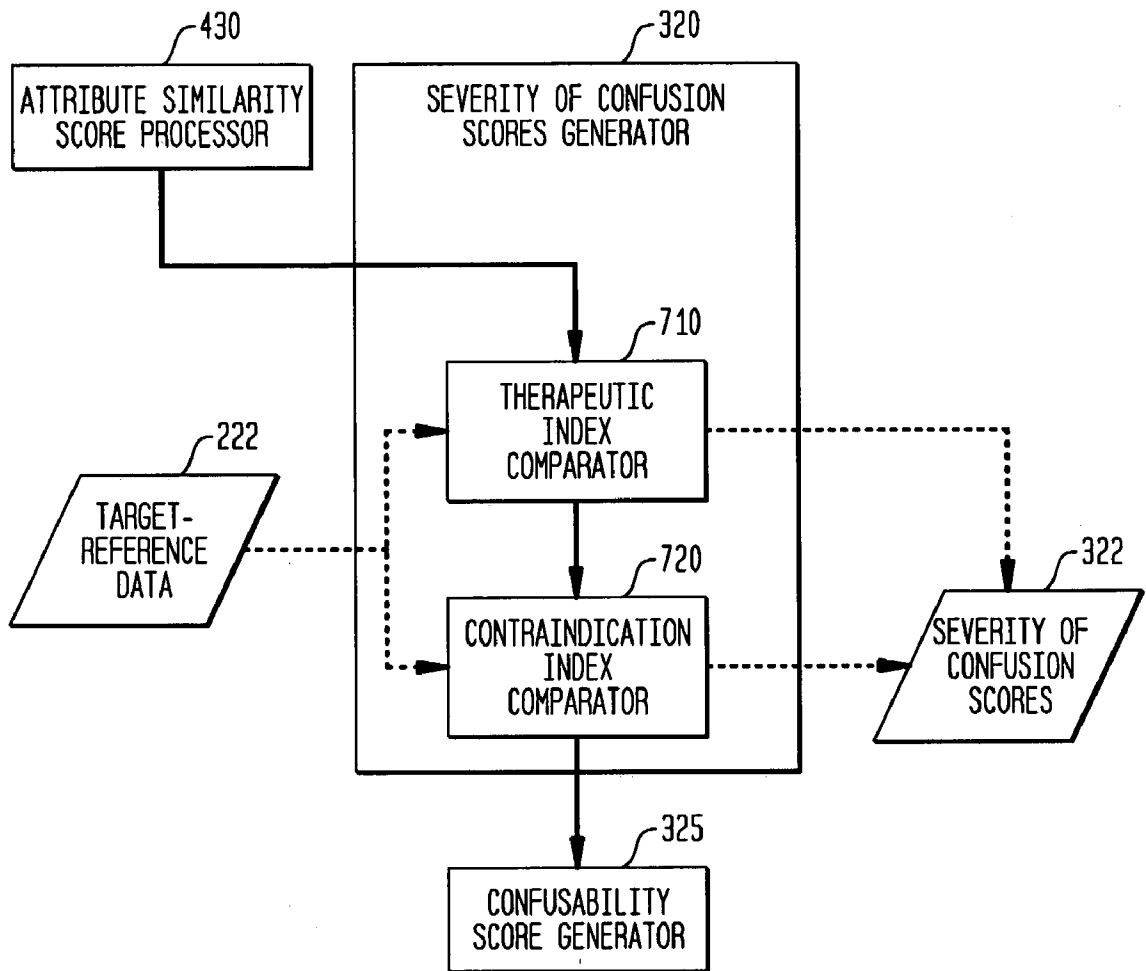 430
ATTRIBUTE SIMILARITY
SCORE PROCESSOR
320
SEVERITY OF CONFUSION
SCORES GENERATOR
710
THERAPEUTIC
INDEX
COMPARATOR
222
TARGET-
REFERENCE
DATA
720
CONTRAINDICATION
INDEX
COMPARATOR
322
SEVERITY OF
CONFUSION
SCORES
325
CONFUSABILITY
SCORE GENERATOR